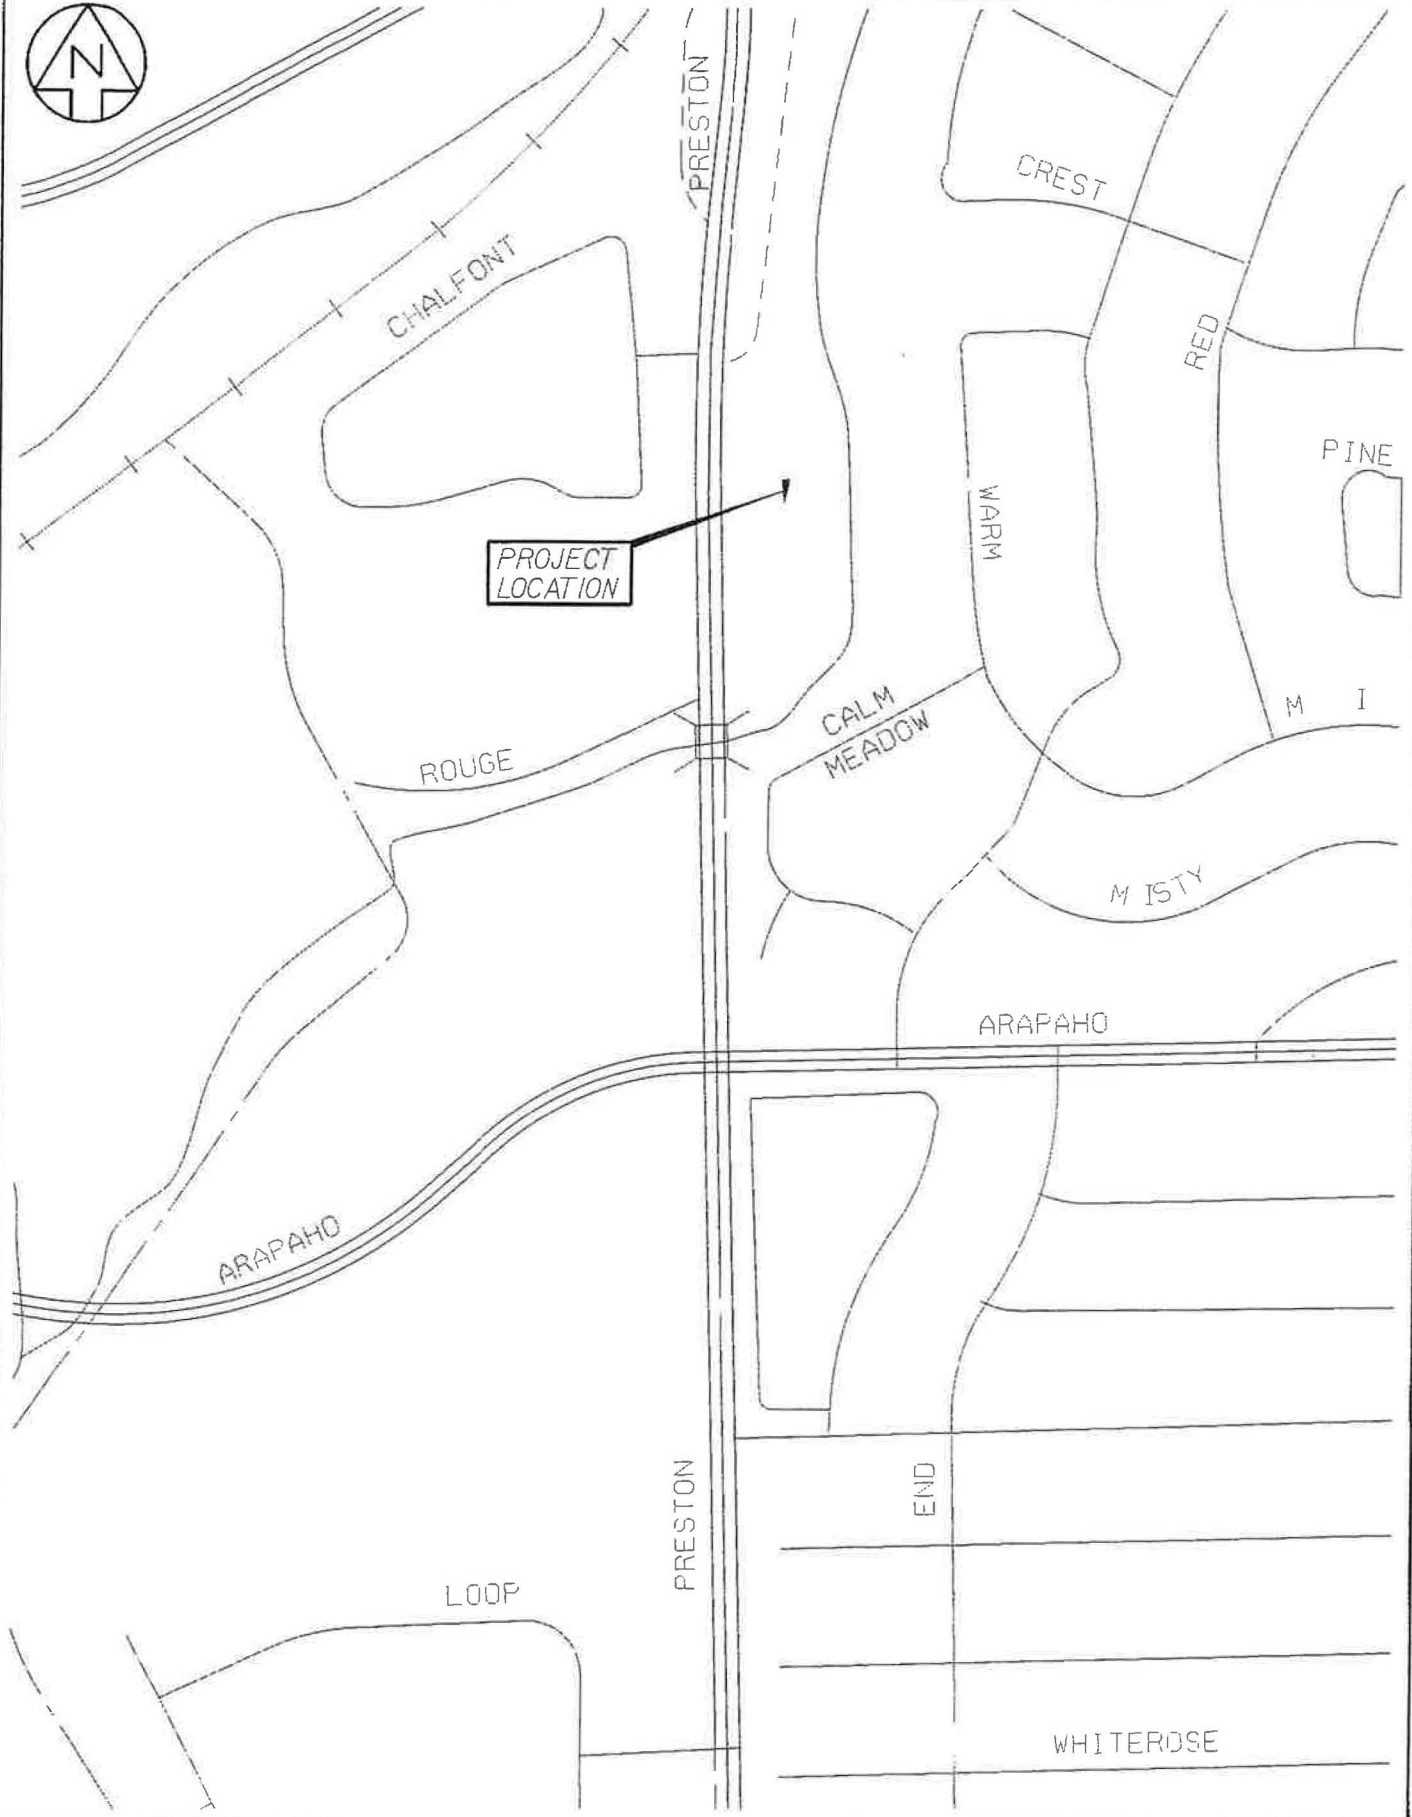 N
PRESTON
CREST
CHALFONT
RED
PINE
WARM
PROJECT
LOCATION
CALM
MEADOW
M I
ROUGE
M ISTY
ARAPAHO
ARAPAHO
PRESTON
END
LOOP
WHITEROSE